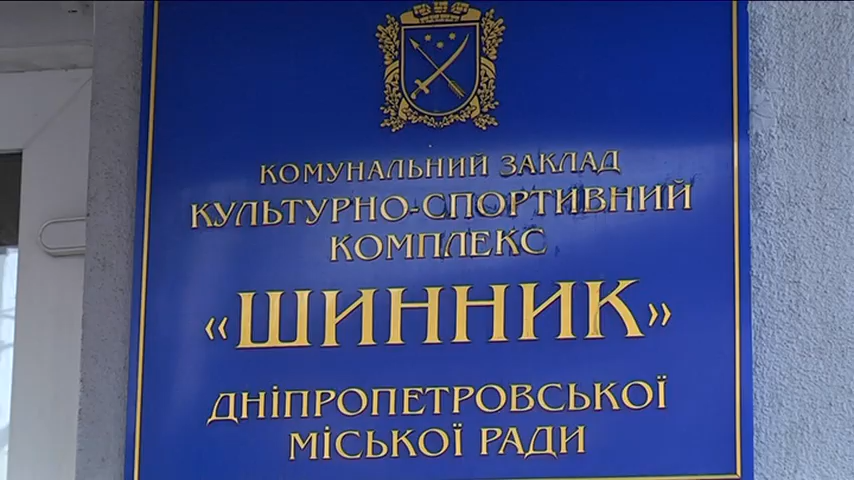 КОМУНАЛЬНИЙ ЗАКЛАД
КУЛЬТУРНО-СПОРТИВНИЙ
КОМПЛЕКС
«ШИННИК»
ДНІПРОПЕТРОВСЬКОЇ
МІСЬКОЇ РАДИ